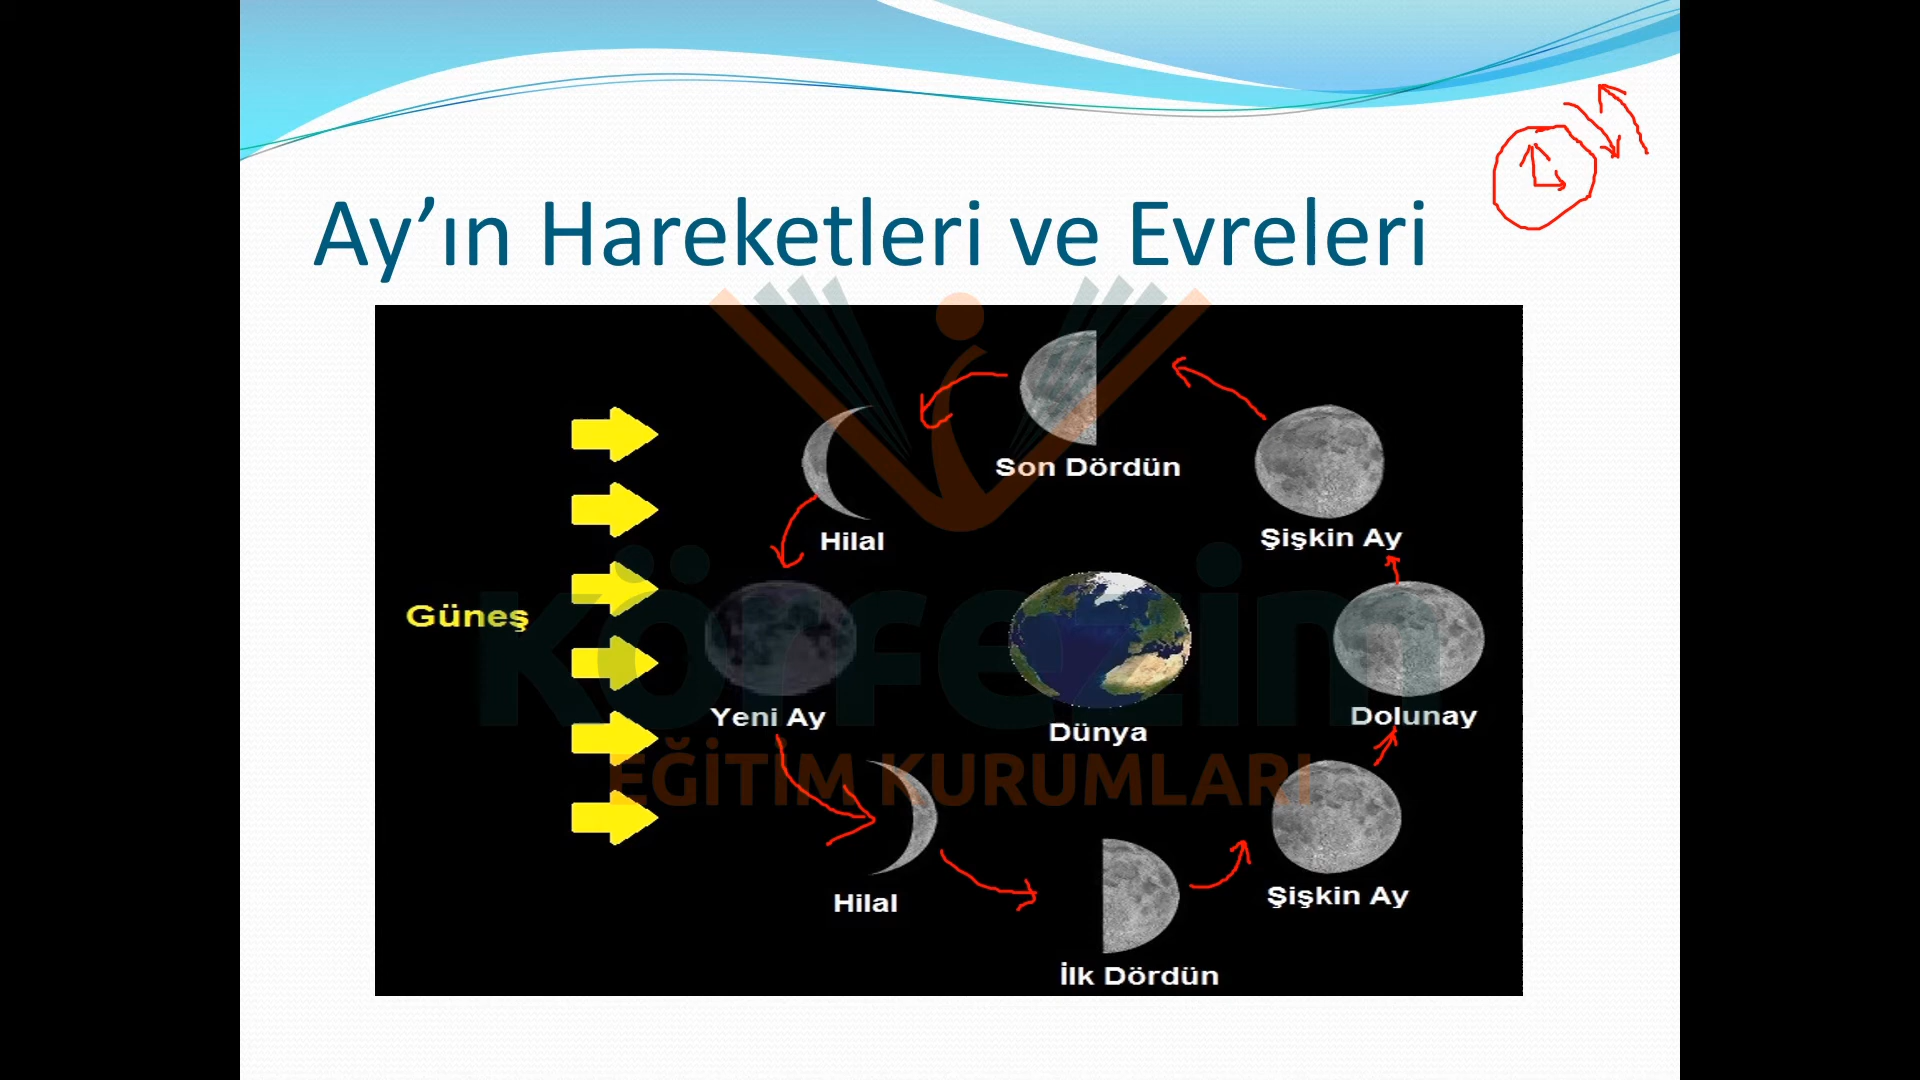 Ay’ın Hareketleri ve Evreleri
Son Dördün
Hilal
Şişkin Ay
Güneş
Yeni Ay
Dünya
Dolunay
Hilal
Şişkin Ay
İlk Dördün
körfezim
EĞİTİM KURUMLARI